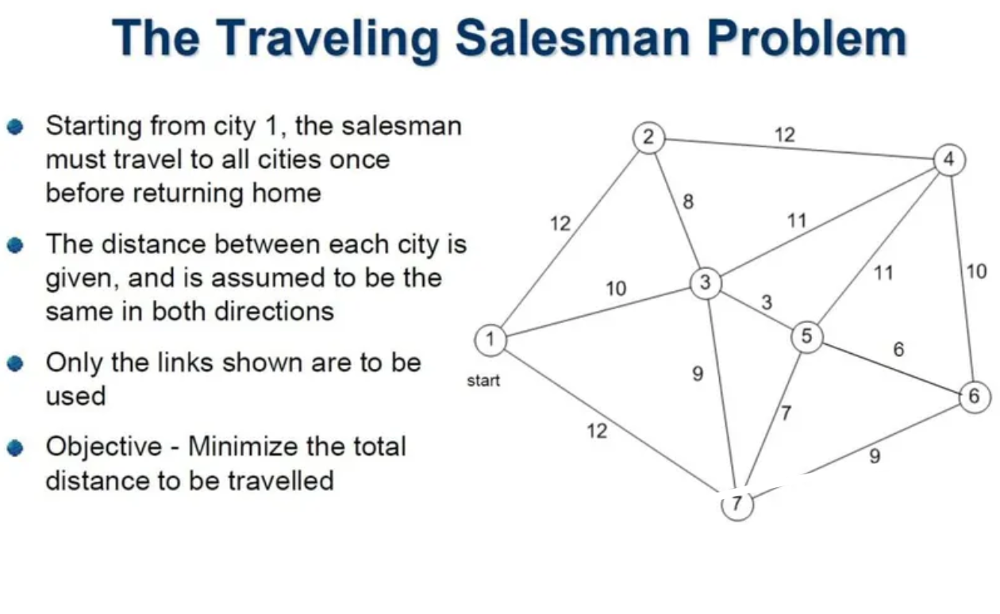 The Traveling Salesman Problem
Starting from city 1, the salesman
must travel to all cities once
before returning home
The distance between each city is
given, and is assumed to be the
same in both directions
Only the links shown are to be
used
Objective - Minimize the total
distance to be travelled
2
12
4
8
12
11
10
3
11
10
3
1
5
6
start
9
6
7
12
9
7